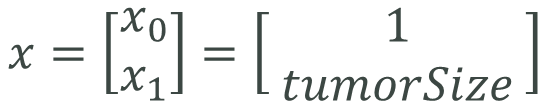 x = [x₀ x₁] = [1 tumorSize]